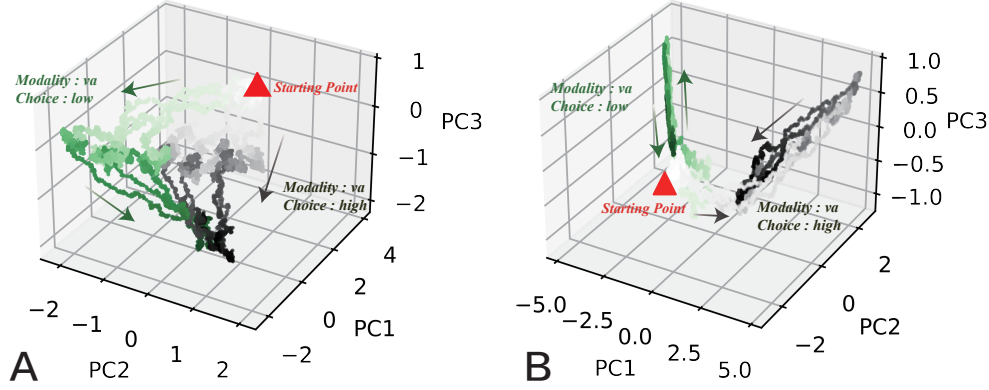 Modality : va
Choice : low
Starting Point
Modality : va
Choice : high
1
0
−1
−2
PC3
4
2
0
−2
PC1
−2
−1
0
1
2
PC2
A
Modality : va
Choice : low
Starting Point
Modality : va
Choice : high
1.0
0.5
0.0
−0.5
−1.0
PC3
2
0
−2
PC2
−5.0
−2.5
0.0
2.5
5.0
PC1
B